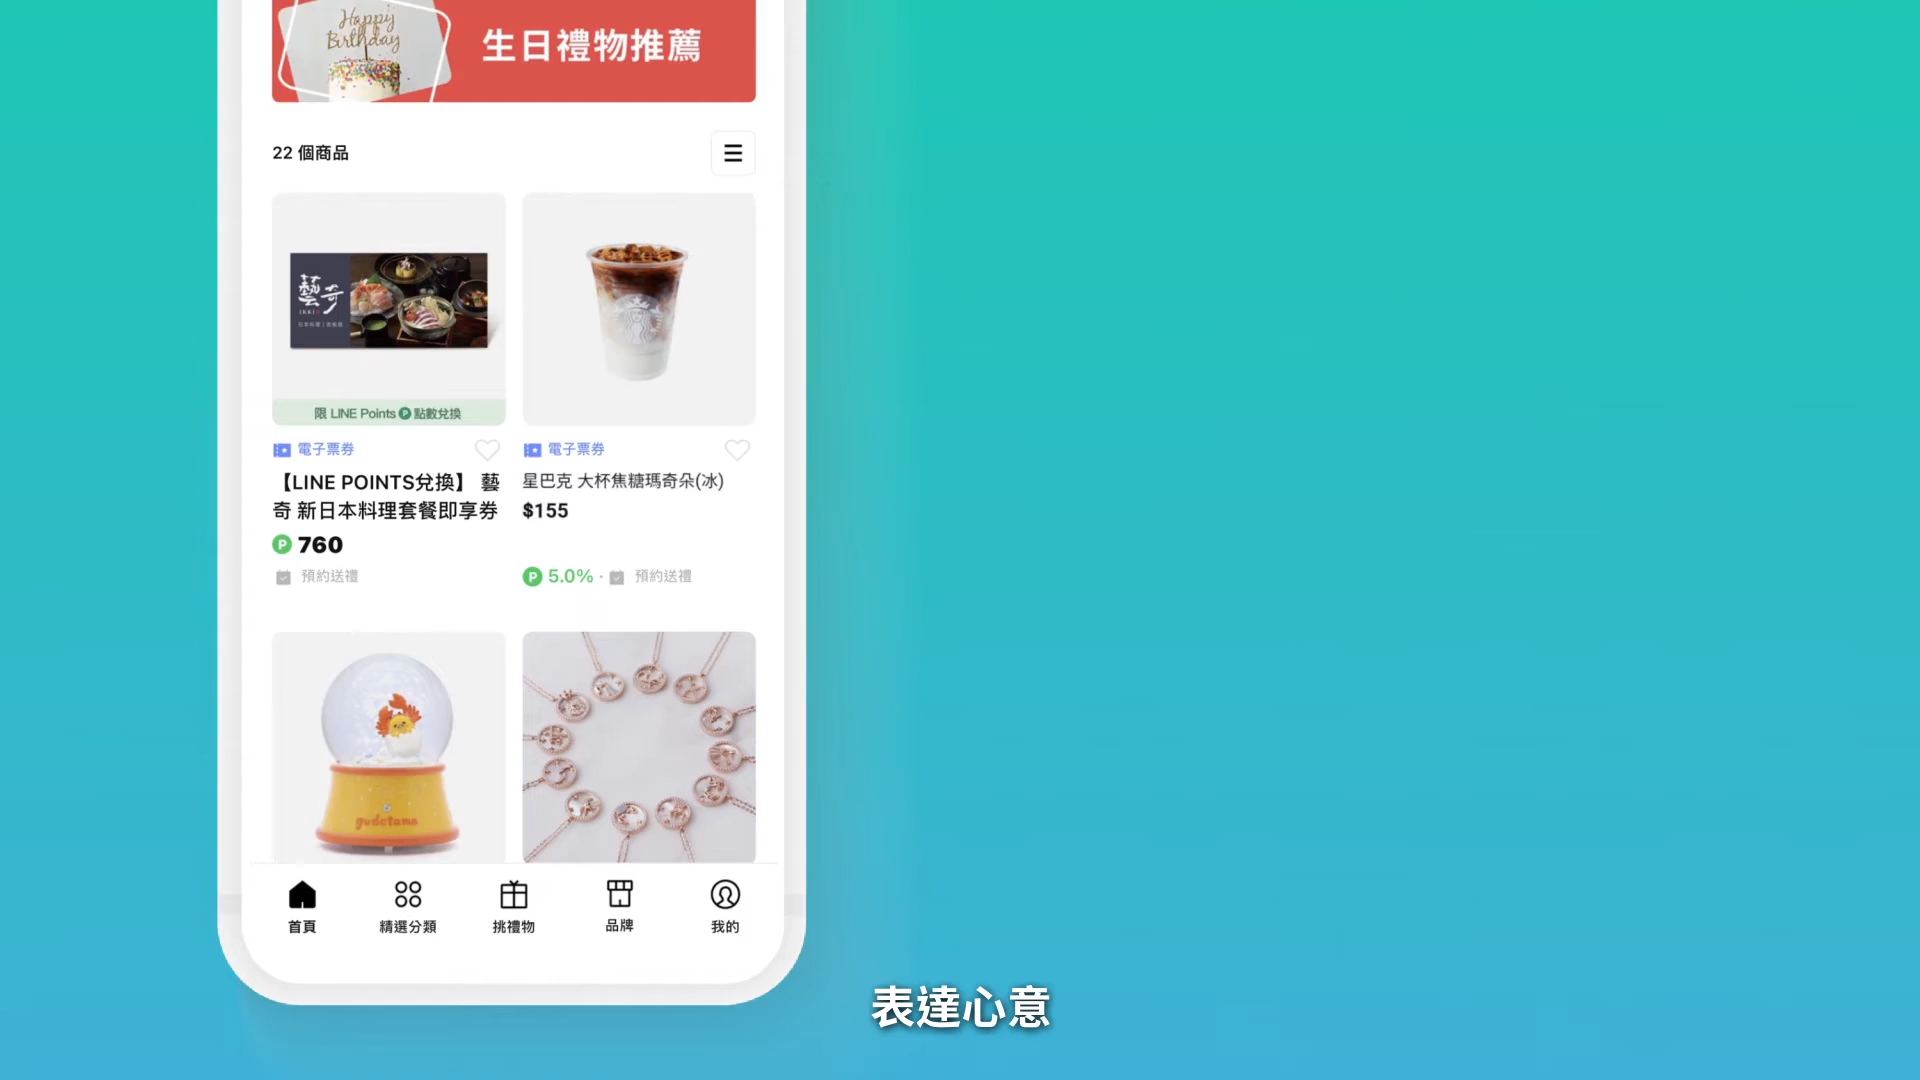 Happy
Birthday
生日禮物推薦
22 個商品
藝奇
IKKI
限 LINE Points P 點數兌換
電子票券
電子票券
【LINE POINTS兌換】 藝
奇 新日本料理套餐即享券
星巴克 大杯焦糖瑪奇朵(冰)
$155
P 760
預約送禮
P 5.0% · 預約送禮
gudetama
首頁
精選分類
挑禮物
品牌
我的
表達心意